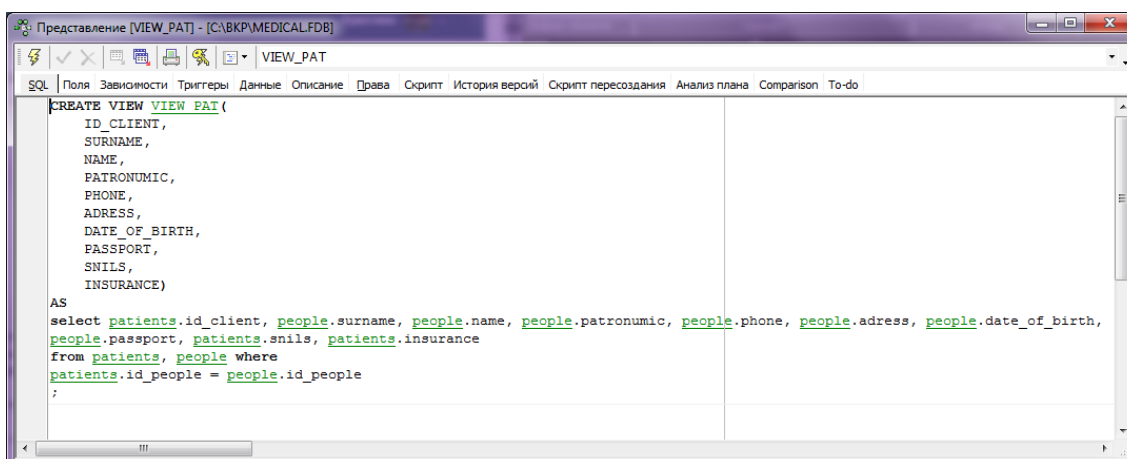 Представление [VIEW_PAT] - [C:\BKP\MEDICAL.FDB]
VIEW_PAT
SQL Поля Зависимости Триггеры Данные Описание Права Скрипт История версий Скрипт пересоздания Анализ плана Comparison To-do
CREATE VIEW VIEW_PAT(
ID_CLIENT,
SURNAME,
NAME,
PATRONUMIC,
PHONE,
ADRESS,
DATE_OF_BIRTH,
PASSPORT,
SNILS,
INSURANCE)
AS
select patients.id_client, people.surname, people.name, people.patronumic, people.phone, people.adress, people.date_of_birth,
people.passport, patients.snils, patients.insurance
from patients, people where
patients.id_people = people.id_people
;